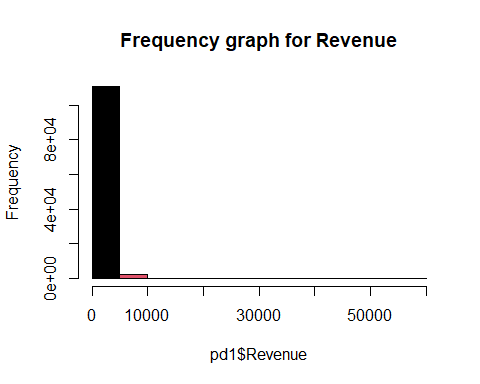 Frequency graph for Revenue
Frequency
8e+04
4e+04
0e+00
0 10000 30000 50000
pd1$Revenue